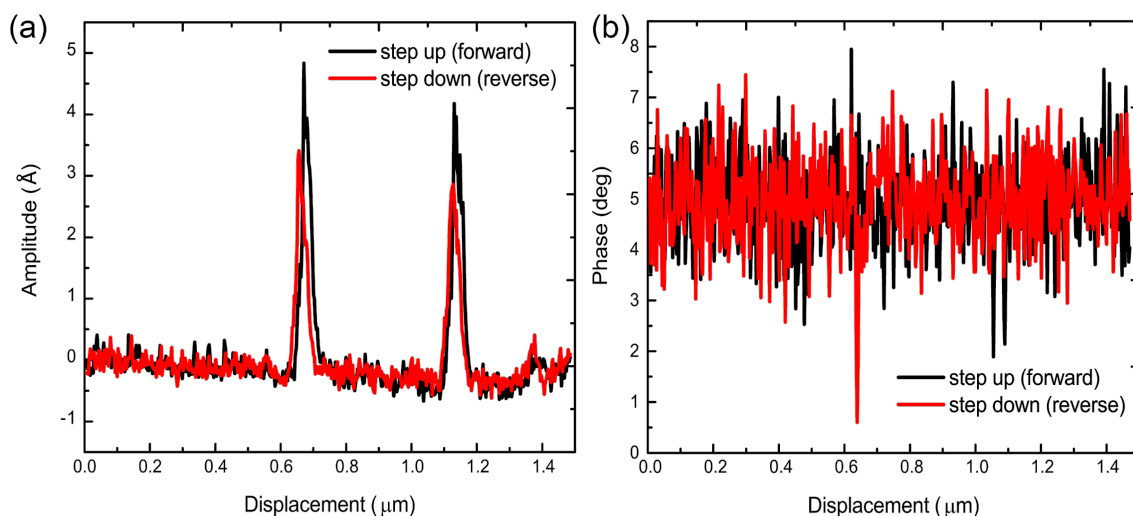 (a)
step up (forward)
step down (reverse)
Amplitude (Å)
5
4
3
2
1
0
-1
0.0 0.2 0.4 0.6 0.8 1.0 1.2 1.4
Displacement (μm)
(b)
8
7
6
5
4
3
2
1
0
Phase (deg)
step up (forward)
step down (reverse)
0.0 0.2 0.4 0.6 0.8 1.0 1.2 1.4
Displacement (μm)